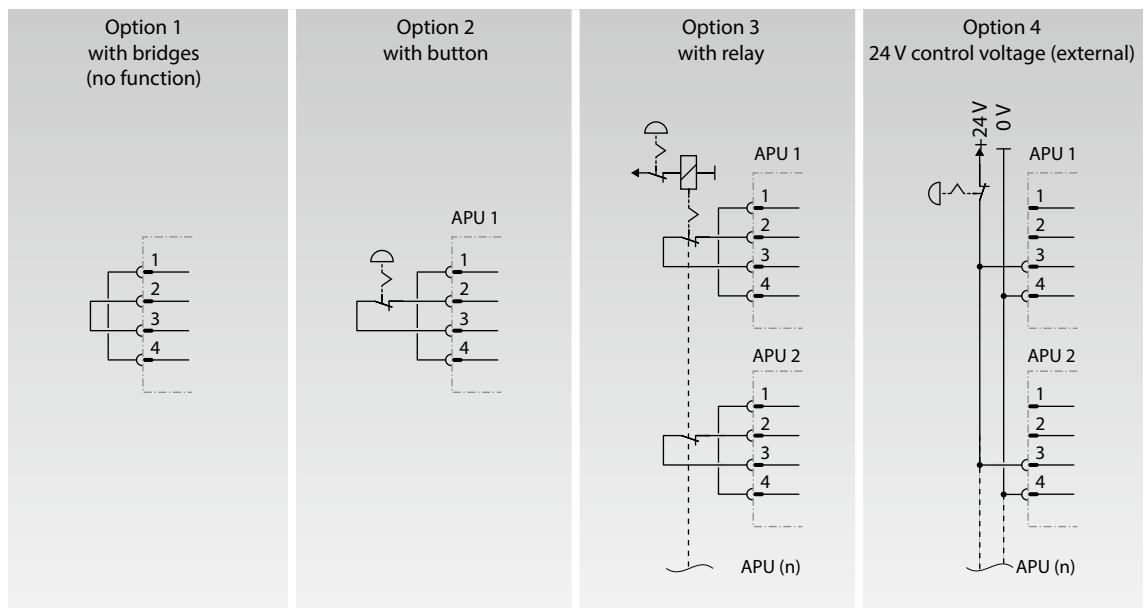 Option 1
with bridges
(no function)
1
2
3
4
Option 2
with button
APU 1
1
2
3
4
Option 3
with relay
APU 1
1
2
3
4
APU 2
1
2
3
4
APU (n)
Option 4
24 V control voltage (external)
+24 V
0 V
APU 1
1
2
3
4
APU 2
1
2
3
4
APU (n)